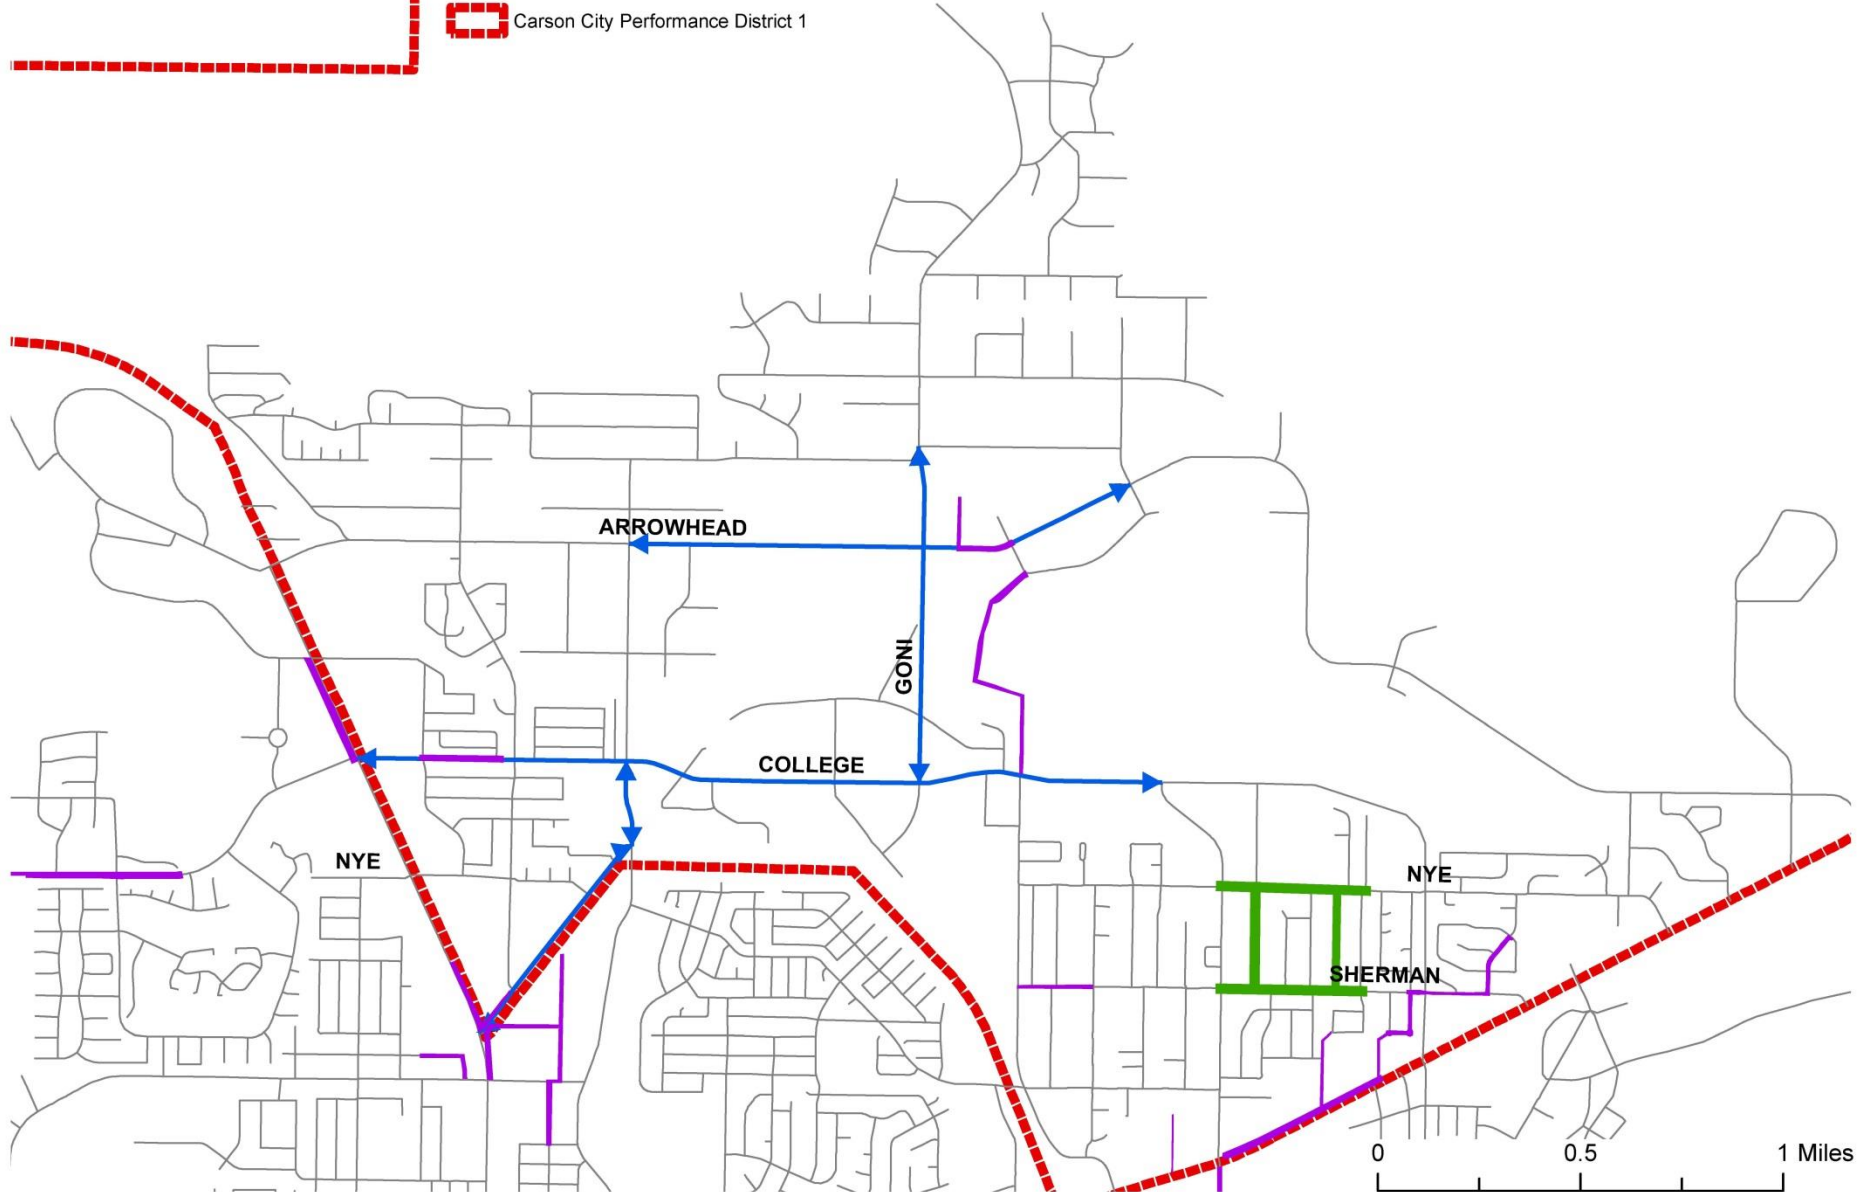 Carson City Performance District 1
ARROWHEAD
GONI
COLLEGE
NYE
NYE
SHERMAN
0 0.5 1 Miles